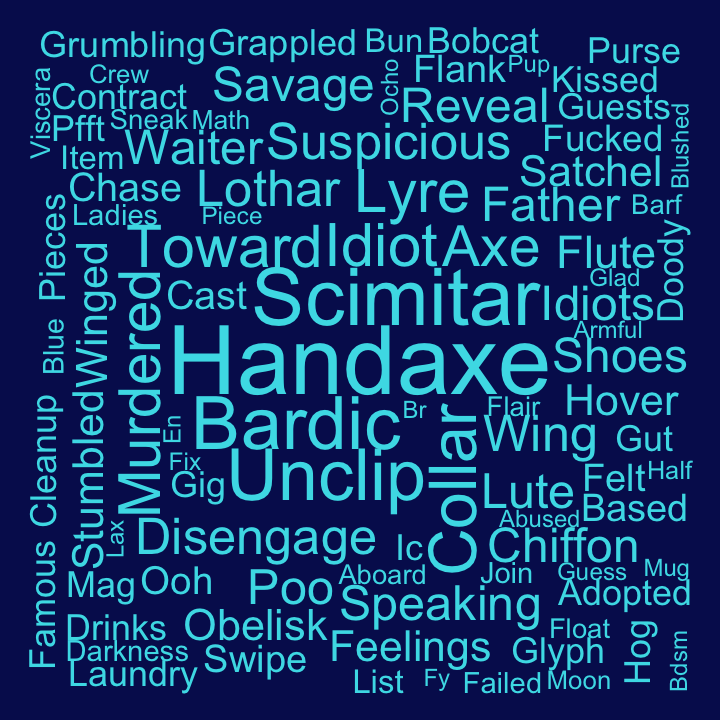 Grumbling Grappled Bun Bobcat
Purse
Crew Ocho Flank Pup
Viscera Contract Savage Reveal Kissed
Guests
Pfft Sneak Math
Item Waiter Suspicious Fucked Blushed
Chase Lothar Lyre Satchel
Ladies Piece Father Barf
Pieces Toward Idiot Axe Flute Doody
Winged Cast Scimitar Glad
Idiots
Blue Murdered Handaxe Armful
Shoes
Bardic Br Flair Hover
Cleanup Stumbled En Collar Wing Gut
Fix Unclip
Gig Lute Felt Half
Lax Disengage Ic Abused Based
Chiffon
Famous Mag Ooh Poo Aboard Join Guess Mug
Speaking Adopted
Drinks Obelisk Float
Darkness Swipe Feelings Glyph Hog Bdsm
Laundry List Fy Failed Moon